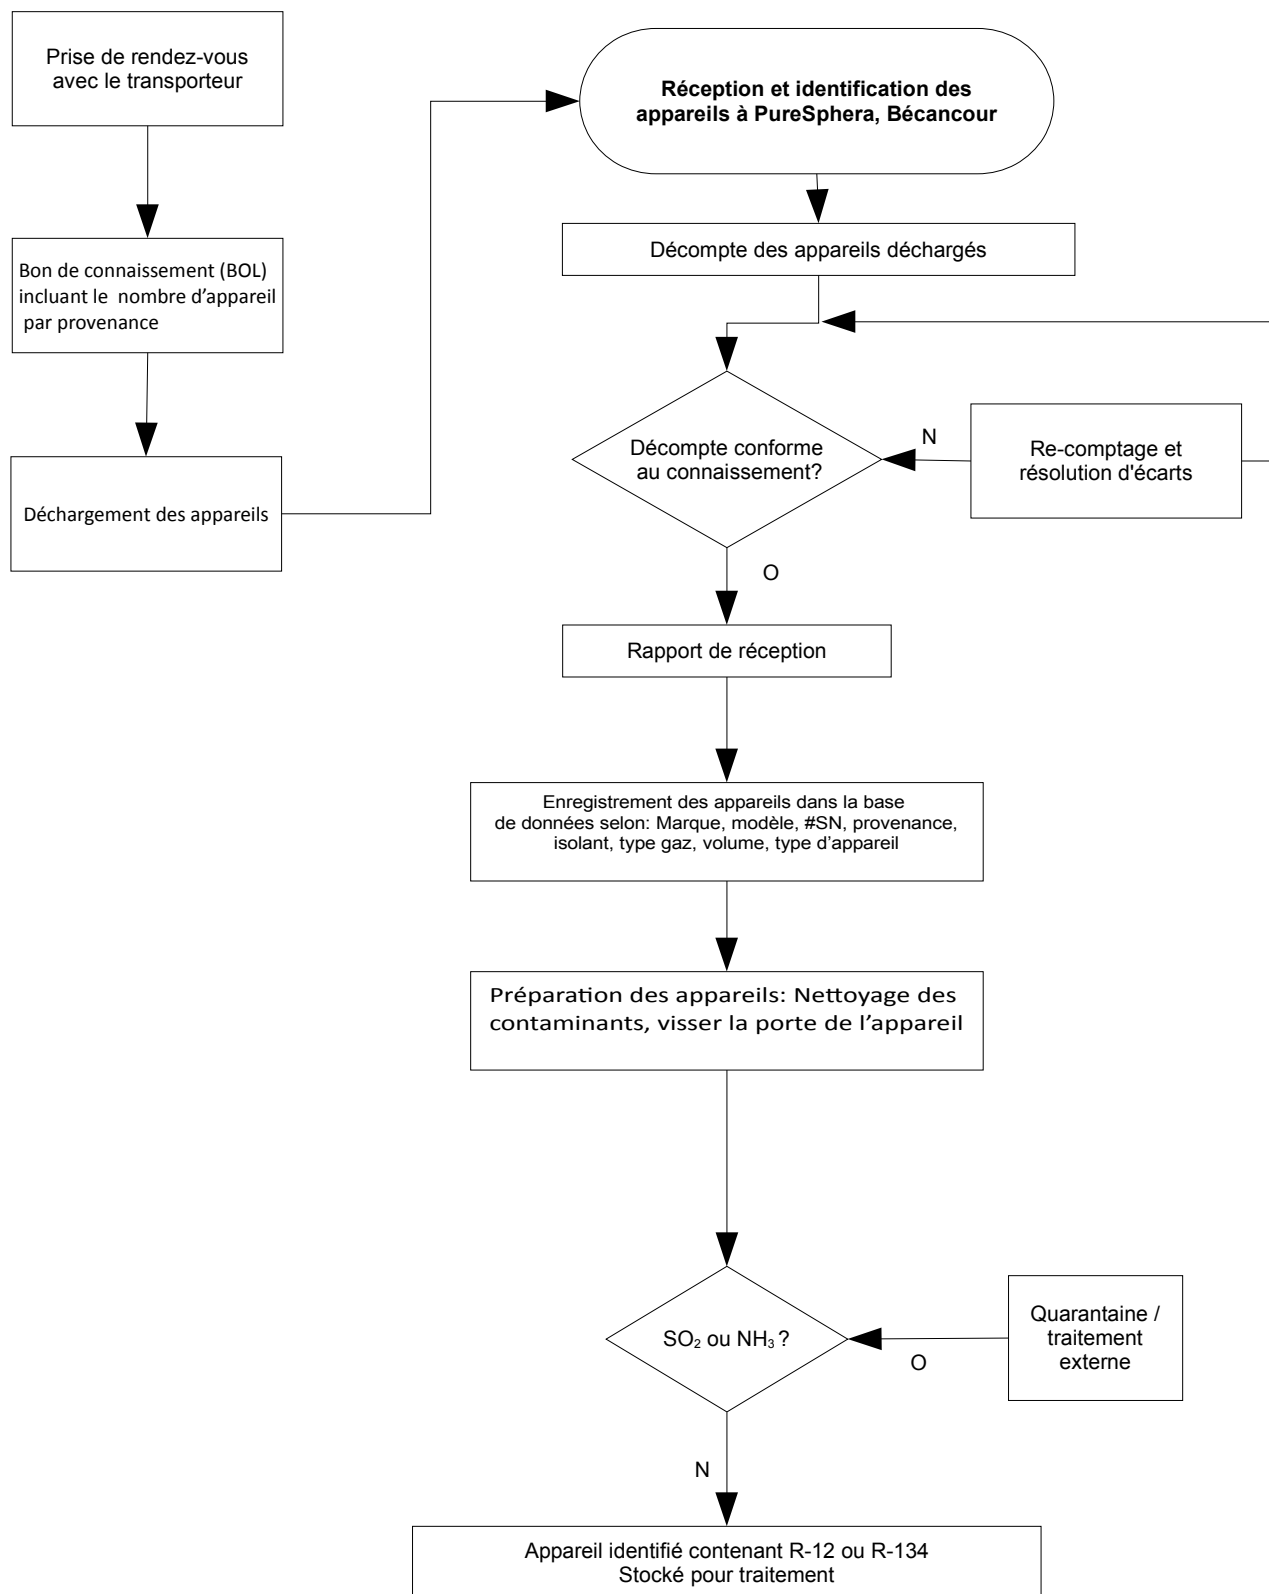 Prise de rendez-vous
avec le transporteur
Bon de connaissement (BOL)
incluant le nombre d'appareil
par provenance
Déchargement des appareils
Réception et identification des
appareils à PureSphera, Bécancour
Décompte des appareils déchargés
Décompte conforme
au connaissement?
N
Re-comptage et
résolution d'écarts
O
Rapport de réception
Enregistrement des appareils dans la base
de données selon: Marque, modèle, #SN, provenance,
isolant, type gaz, volume, type d'appareil
Préparation des appareils: Nettoyage des
contaminants, visser la porte de l'appareil
SO₂ ou NH₃ ?
O
Quarantaine /
traitement
externe
N
Appareil identifié contenant R-12 ou R-134
Stocké pour traitement